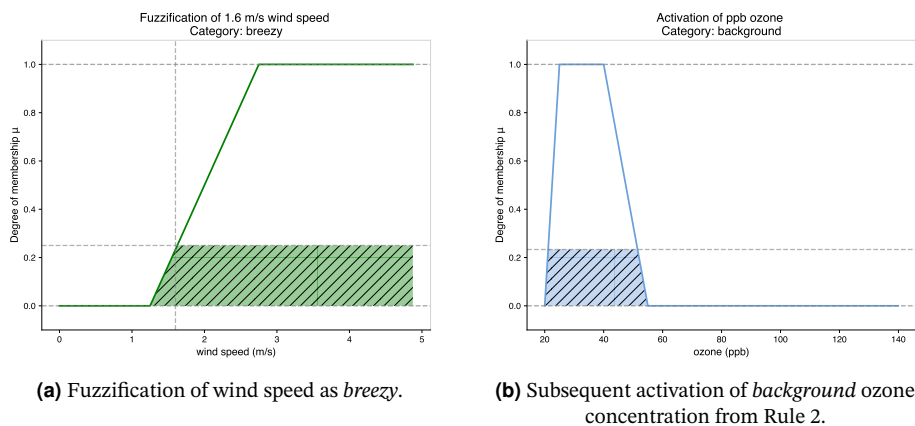 Fuzzification of 1.6 m/s wind speed
Category: breezy
1.0
0.8
0.6
0.4
0.2
0.0
Degree of membership μ
0 1 2 3 4 5
wind speed (m/s)
(a) Fuzzification of wind speed as breezy.
Activation of ppb ozone
Category: background
1.0
0.8
0.6
0.4
0.2
0.0
Degree of membership μ
20 40 60 80 100 120 140
ozone (ppb)
(b) Subsequent activation of background ozone
concentration from Rule 2.